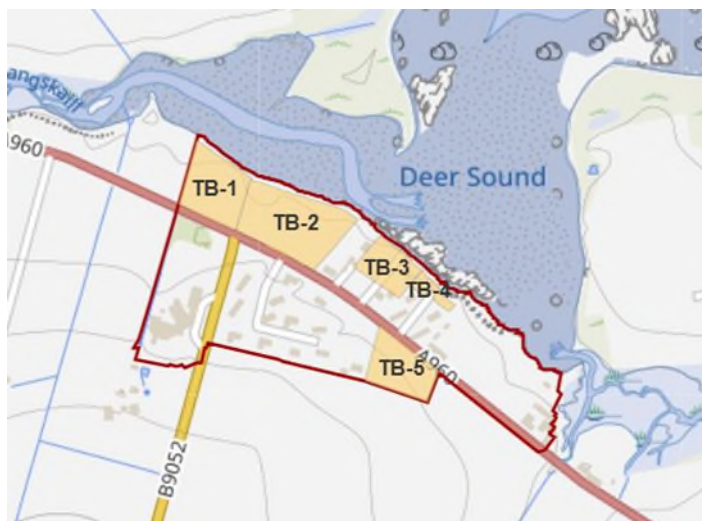 angskaill
A960
Deer Sound
TB-1
TB-2
TB-3
TB-4
TB-5
A960
B9052